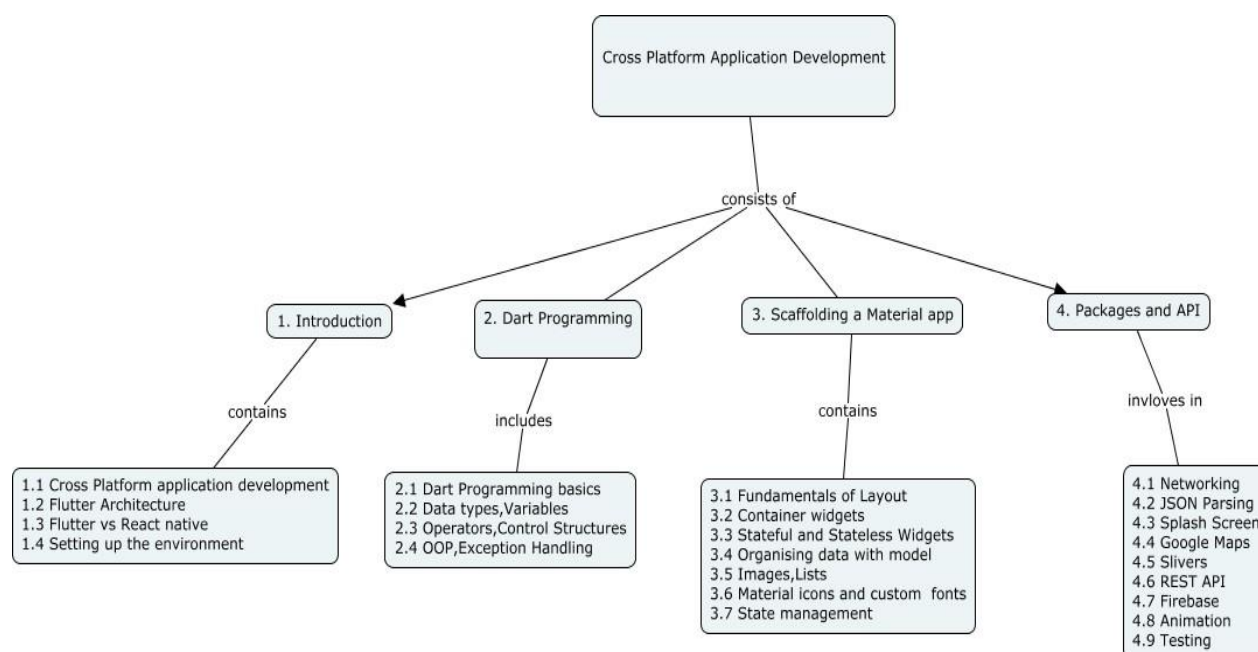 Cross Platform Application Development
consists of
1. Introduction
2. Dart Programming
3. Scaffolding a Material app
4. Packages and API
contains
includes
contains
invloves in
1.1 Cross Platform application development
1.2 Flutter Architecture
1.3 Flutter vs React native
1.4 Setting up the environment
2.1 Dart Programming basics
2.2 Data types,Variables
2.3 Operators,Control Structures
2.4 OOP,Exception Handling
3.1 Fundamentals of Layout
3.2 Container widgets
3.3 Stateful and Stateless Widgets
3.4 Organising data with model
3.5 Images,Lists
3.6 Material icons and custom fonts
3.7 State management
4.1 Networking
4.2 JSON Parsing
4.3 Splash Screen
4.4 Google Maps
4.5 Slivers
4.6 REST API
4.7 Firebase
4.8 Animation
4.9 Testing